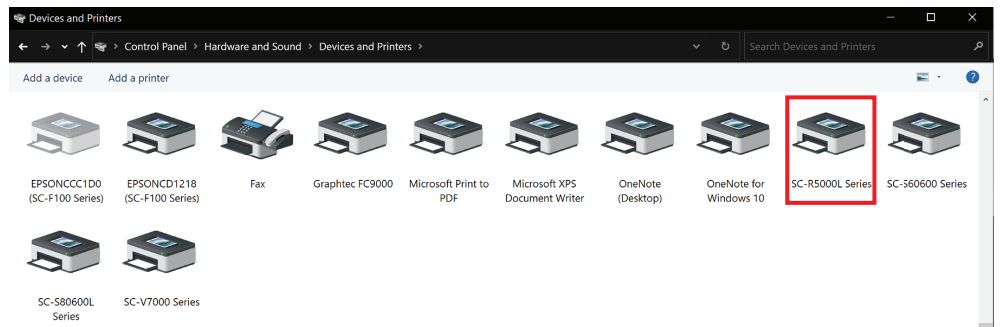 Devices and Printers
Control Panel > Hardware and Sound > Devices and Printers >
Search Devices and Printers
Add a device Add a printer
EPSONCCC1D0 EPSONCD1218 Fax Graphtec FC9000 Microsoft Print to Microsoft XPS OneNote OneNote for SC-R5000L Series SC-S60600 Series
(SC-F100 Series) (SC-F100 Series) PDF Document Writer (Desktop) Windows 10
SC-S80600L SC-V7000 Series
Series